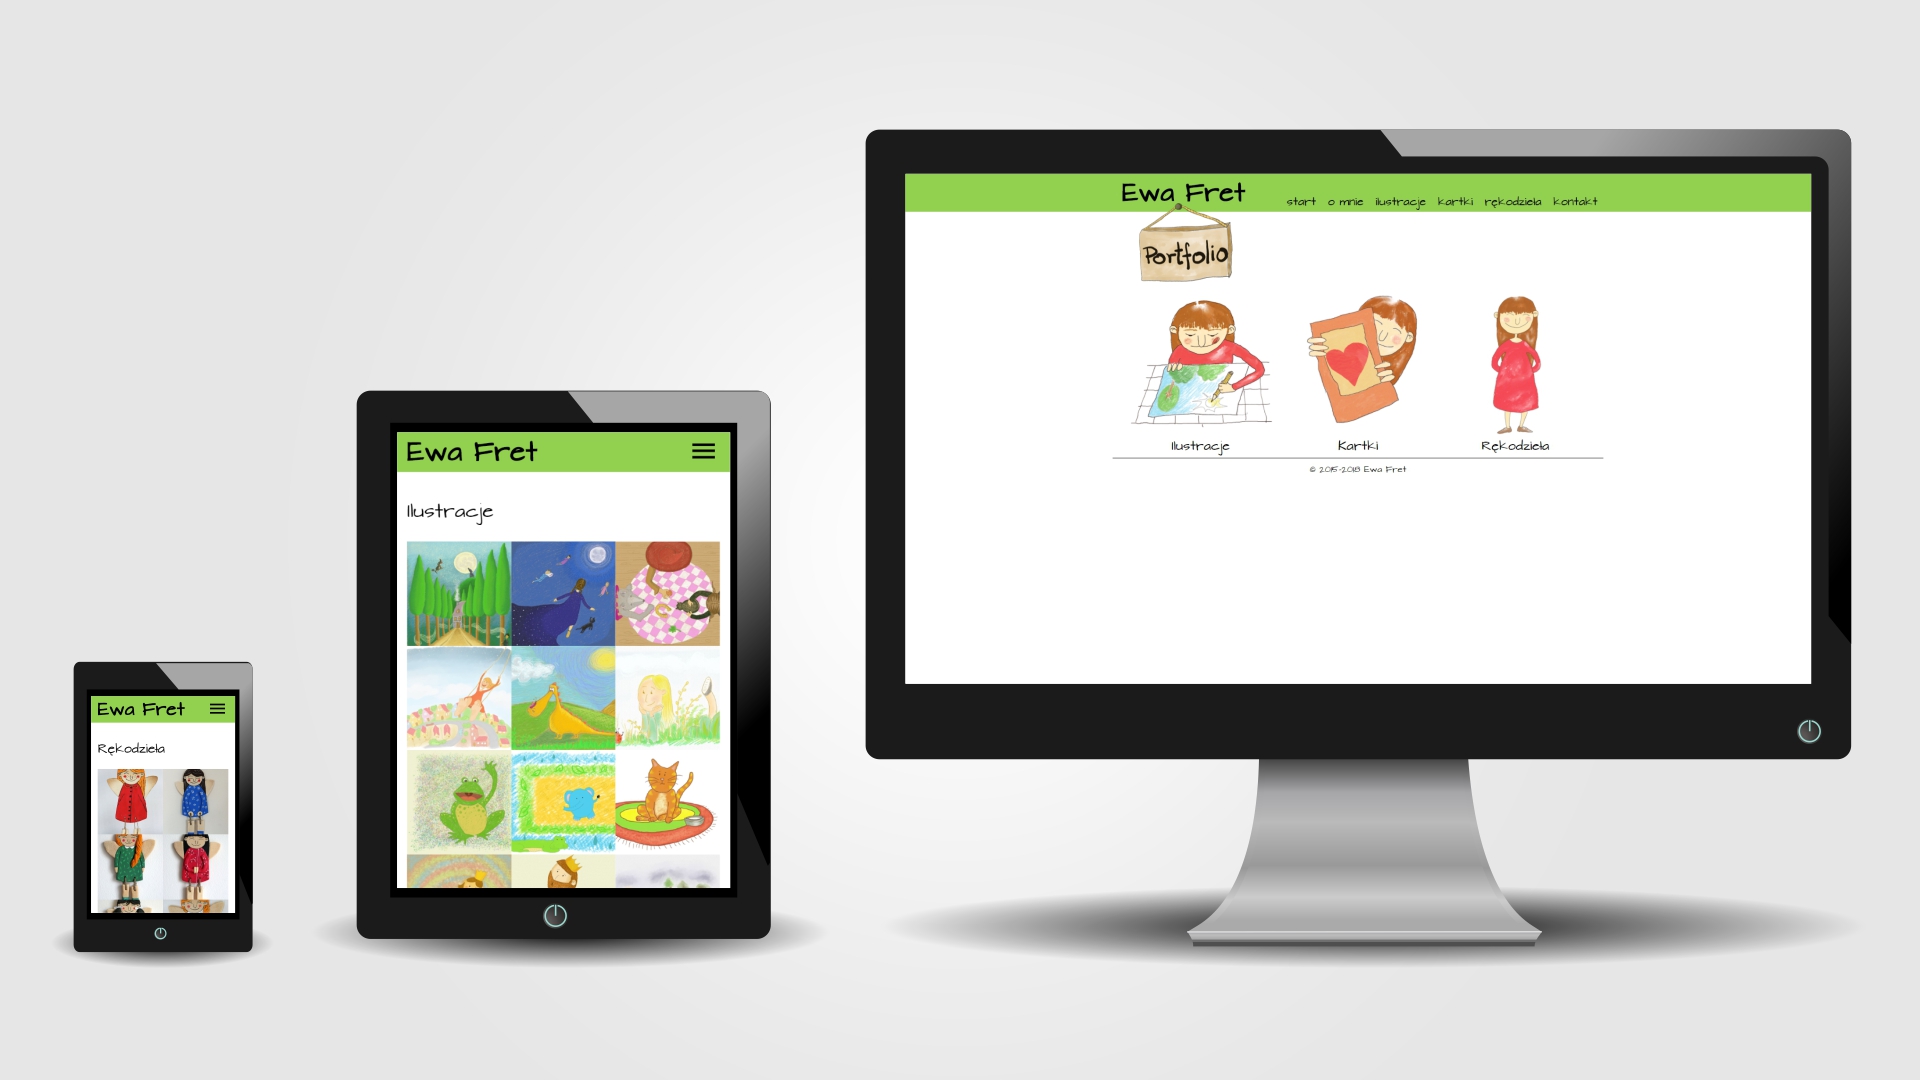 Ewa Fret
Rękodzieła
Ewa Fret
Ilustracje
Ewa Fret
start o mnie ilustracje kartki rękodzieła kontakt
Portfolio
Ilustracje Kartki Rękodzieła
© 2015-2018 Ewa Fret